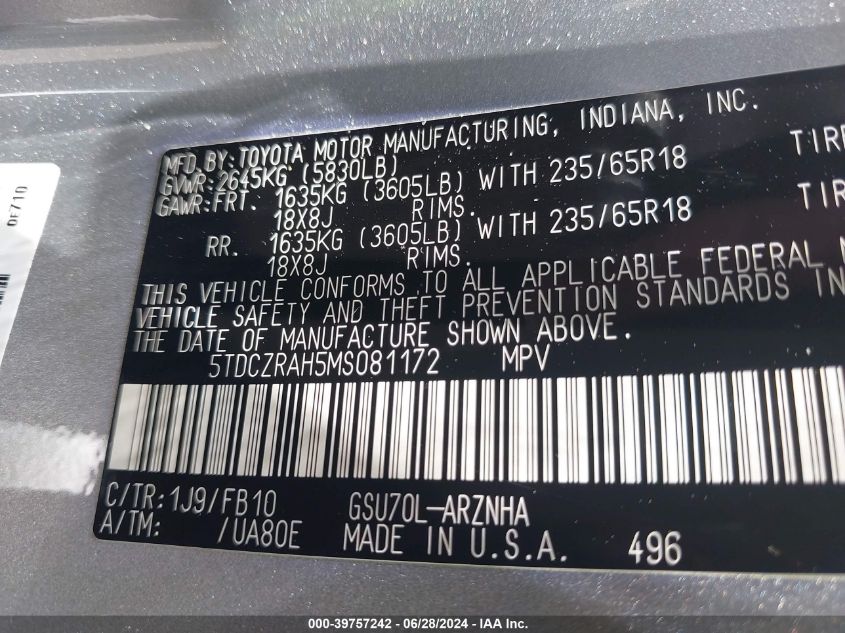 MFD.BY:TOYOTA MOTOR MANUFACTURING, INDIANA, INC.
GVWR:2645KG (5830LB)
GAWR:FRT. 1635KG (3605LB) WITH 235/65R18 TIRE
18X8J RIMS.
RR. 1635KG (3605LB) WITH 235/65R18 TIRE
18X8J RIMS.
THIS VEHICLE CONFORMS TO ALL APPLICABLE FEDERAL
VEHICLE SAFETY AND THEFT PREVENTION STANDARDS IN
THE DATE OF MANUFACTURE SHOWN ABOVE.
5TDCZRAH5MS081172 MPV
C/TR:1J9/FB10 GSU70L-ARZNHA
A/TM: /UA80E MADE IN U.S.A. 496
0F710
000-39757242 - 06/28/2024 - IAA Inc.